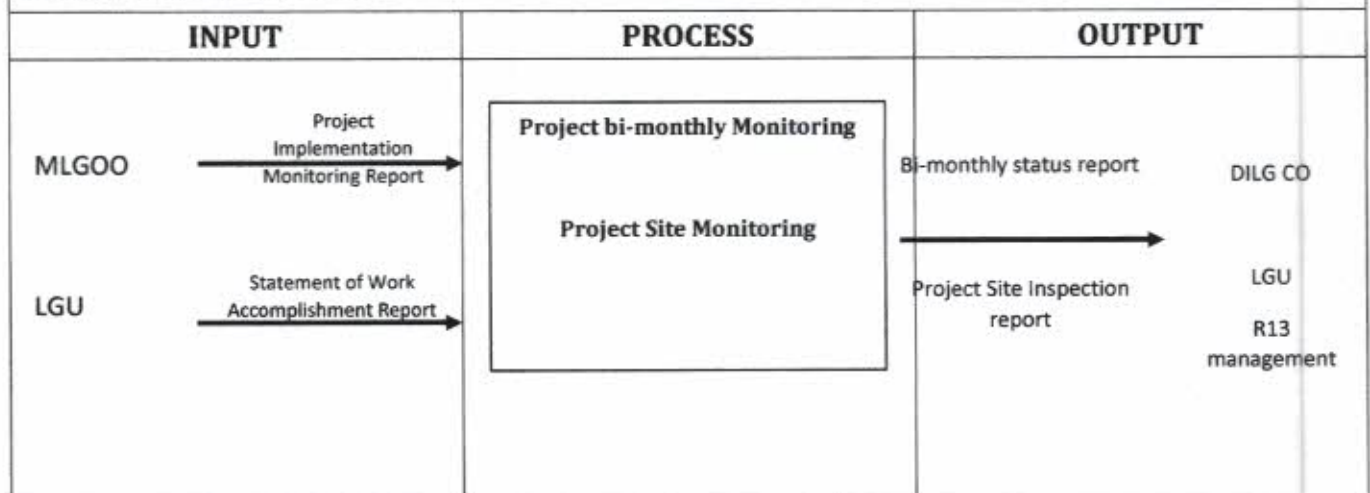 INPUT
PROCESS
OUTPUT
MLGOO
Project
Implementation
Monitoring Report
LGU
Statement of Work
Accomplishment Report
Project bi-monthly Monitoring
Project Site Monitoring
Bi-monthly status report
Project Site Inspection
report
DILG CO
LGU
R13
management